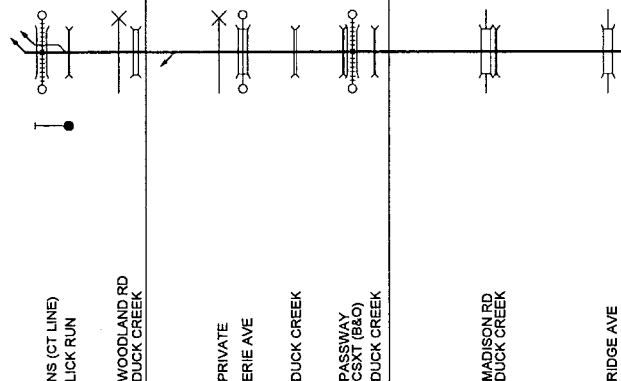 NS (CT LINE)
LICK RUN
WOODLAND RD
DUCK CREEK
PRIVATE
ERIE AVE
DUCK CREEK
PASSWAY
CSXT (B&O)
DUCK CREEK
MADISON RD
DUCK CREEK
RIDGE AVE